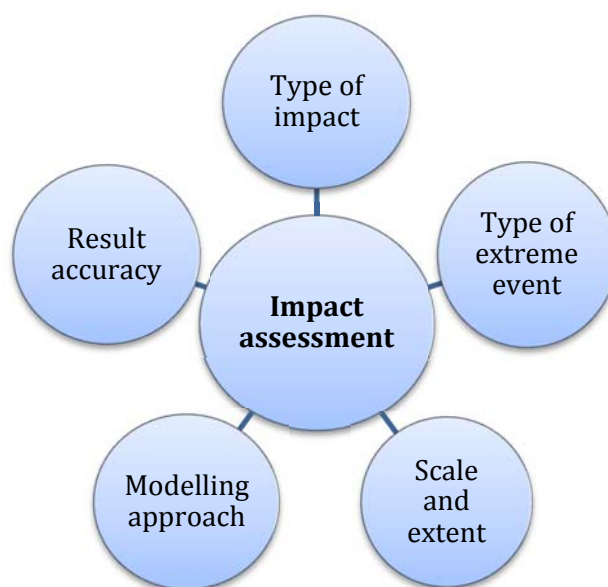 Type of
impact
Type of
extreme
event
Scale
and
extent
Modelling
approach
Result
accuracy
Impact
assessment